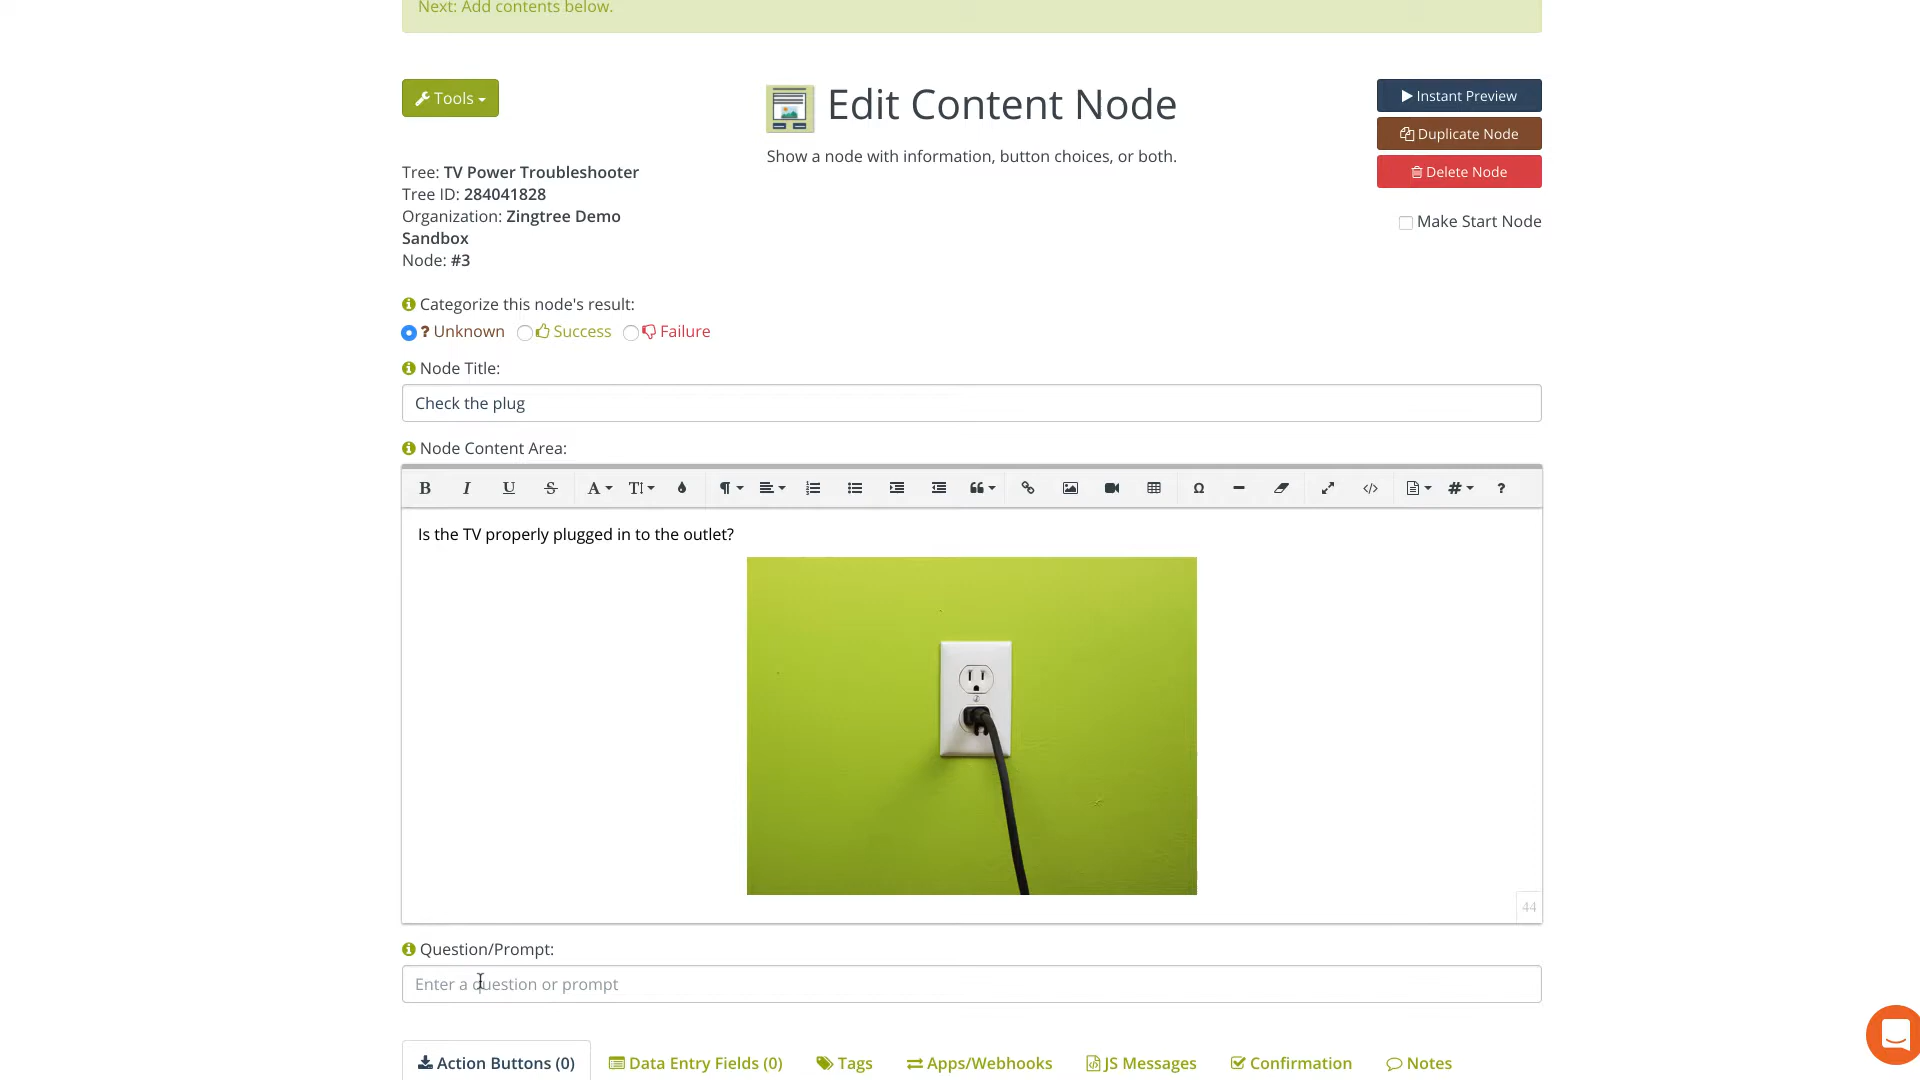 Next: Add contents below.
Tools
Edit Content Node
Show a node with information, button choices, or both.
Instant Preview
Duplicate Node
Delete Node
Make Start Node
Tree: TV Power Troubleshooter
Tree ID: 284041828
Organization: Zingtree Demo
Sandbox
Node: #3
Categorize this node's result:
? Unknown Success Failure
Node Title:
Check the plug
Node Content Area:
B I U S A T ¶ Ω </> # ?
Is the TV properly plugged in to the outlet?
44
Question/Prompt:
Enter a question or prompt
Action Buttons (0) Data Entry Fields (0) Tags Apps/Webhooks JS Messages Confirmation Notes